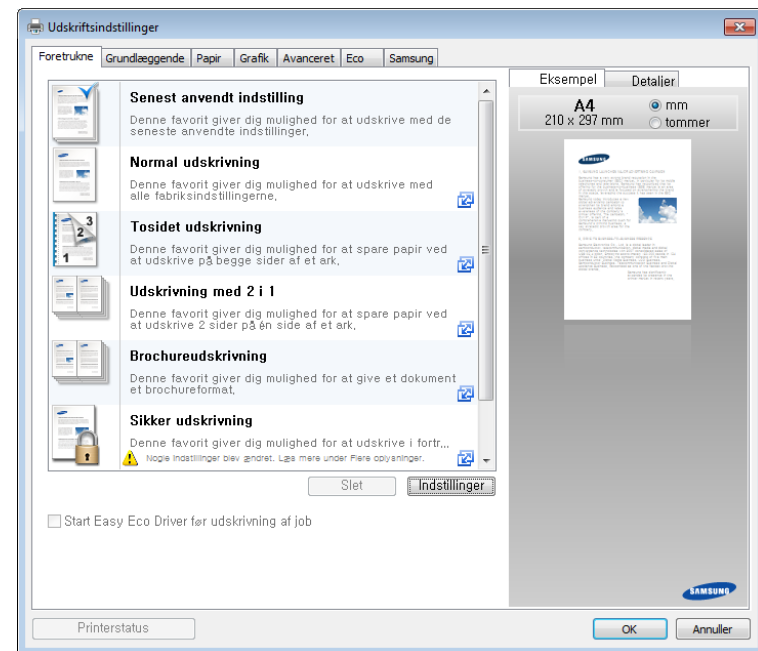 Udskriftsindstillinger
Foretrukne
Grundlæggende
Papir
Grafik
Avanceret
Eco
Samsung
Senest anvendt indstilling
Denne favorit giver dig mulighed for at udskrive med de
seneste anvendte indstillinger,
Normal udskrivning
Denne favorit giver dig mulighed for at udskrive med
alle fabriksindstillingerne,
3
2
1
Tosidet udskrivning
Denne favorit giver dig mulighed for at spare papir ved
at udskrive på begge sider af et ark,
Udskrivning med 2 i 1
Denne favorit giver dig mulighed for at spare papir ved
at udskrive 2 sider på én side af et ark,
Brochureudskrivning
Denne favorit giver dig mulighed for at give et dokument
et brochureformat,
Sikker udskrivning
Denne favorit giver dig mulighed for at udskrive i fortr...
Nogle indstillinger blev ændret. Læs mere under Flere oplysninger.
Slet
Indstillinger
Start Easy Eco Driver før udskrivning af job
Eksempel
Detaljer
A4
210 x 297 mm
mm
tommer
SAMSUNG
SAMSUNG
Printerstatus
OK
Annuller